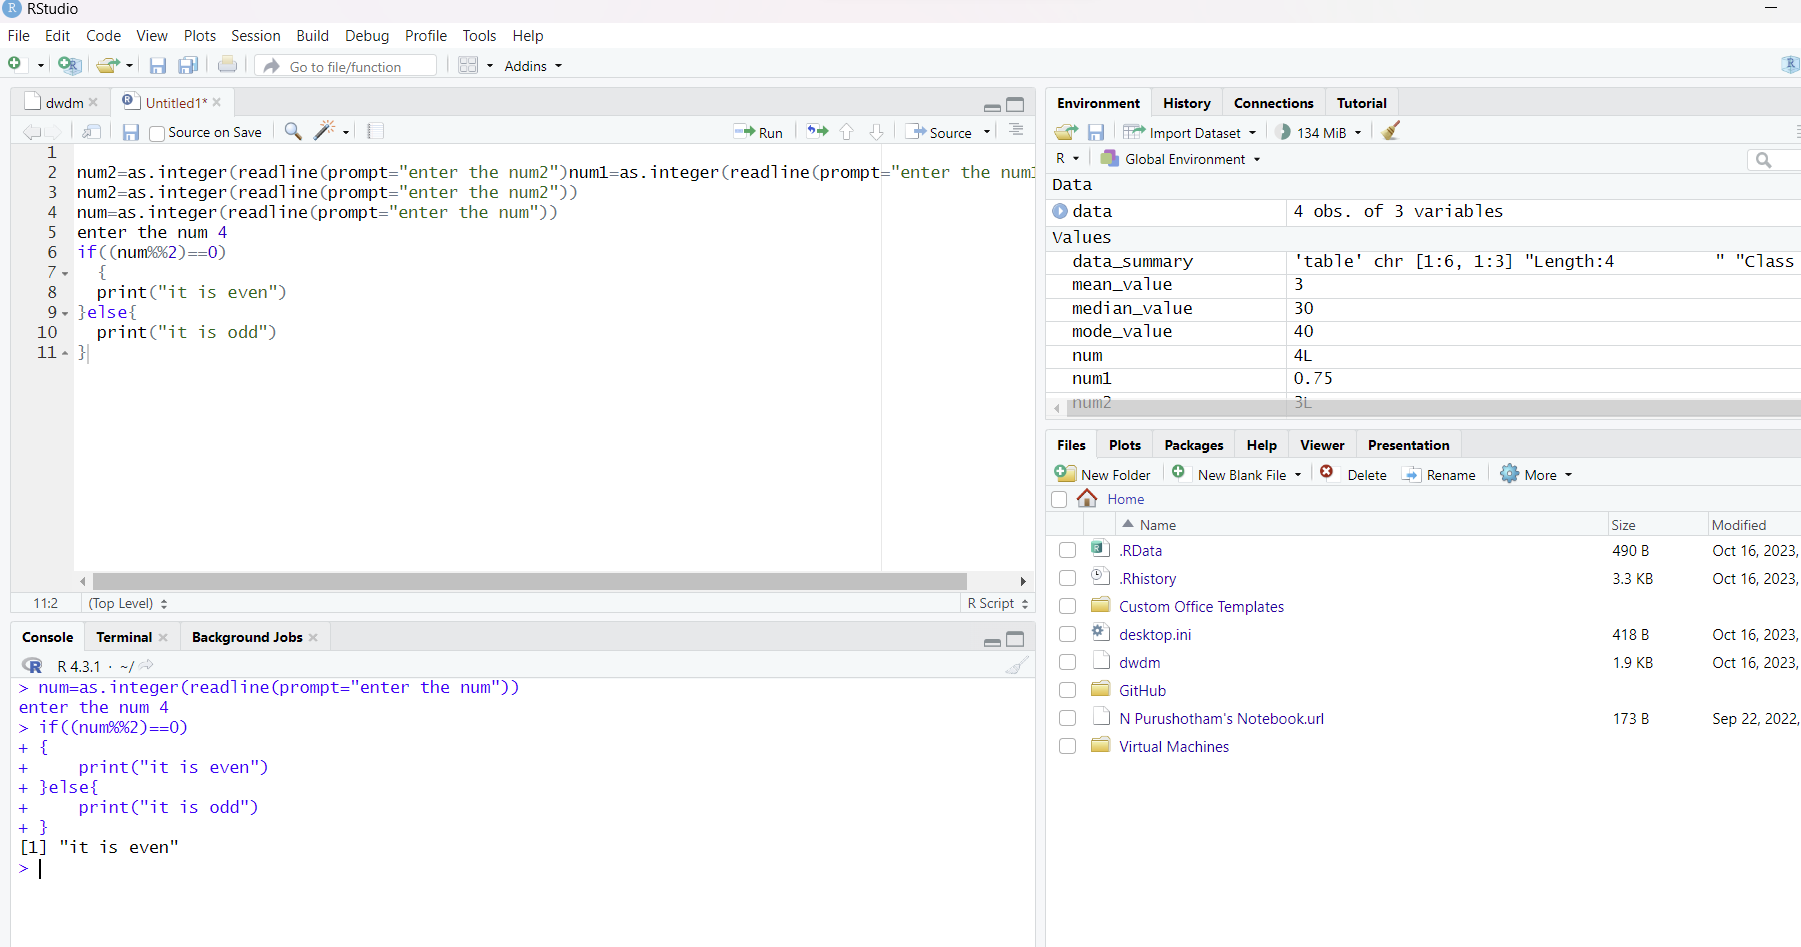 RStudio
File Edit Code View Plots Session Build Debug Profile Tools Help
Go to file/function Addins
dwdm Untitled1*
Source on Save Run Source
1
2 num2=as.integer(readline(prompt="enter the num2")num1=as.integer(readline(prompt="enter the num1
3 num2=as.integer(readline(prompt="enter the num2"))
4 num=as.integer(readline(prompt="enter the num"))
5 enter the num 4
6 if((num%%2)==0)
7 {
8 print("it is even")
9 }else{
10 print("it is odd")
11 }
11:2 (Top Level) R Script
Console Terminal Background Jobs
R 4.3.1 · ~/
> num=as.integer(readline(prompt="enter the num"))
enter the num 4
> if((num%%2)==0)
+ {
+ print("it is even")
+ }else{
+ print("it is odd")
+ }
[1] "it is even"
>
Environment History Connections Tutorial
Import Dataset 134 MiB
R Global Environment
Data
data 4 obs. of 3 variables
Values
data_summary 'table' chr [1:6, 1:3] "Length:4 " "Class
mean_value 3
median_value 30
mode_value 40
num 4L
num1 0.75
num2 3L
Files Plots Packages Help Viewer Presentation
New Folder New Blank File Delete Rename More
Home
Name Size Modified
.RData 490 B Oct 16, 2023,
.Rhistory 3.3 KB Oct 16, 2023,
Custom Office Templates
desktop.ini 418 B Oct 16, 2023,
dwdm 1.9 KB Oct 16, 2023,
GitHub
N Purushotham's Notebook.url 173 B Sep 22, 2022,
Virtual Machines